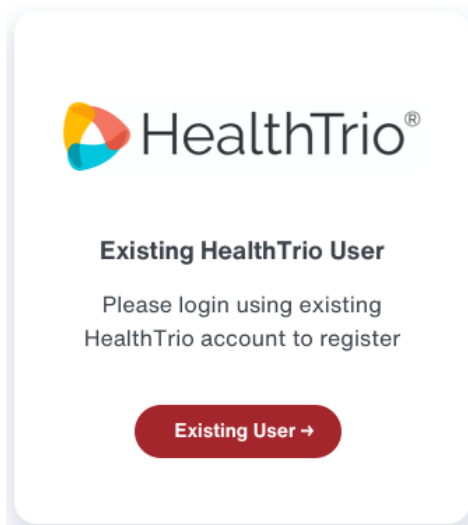 HealthTrio®
Existing HealthTrio User
Please login using existing
HealthTrio account to register
Existing User →